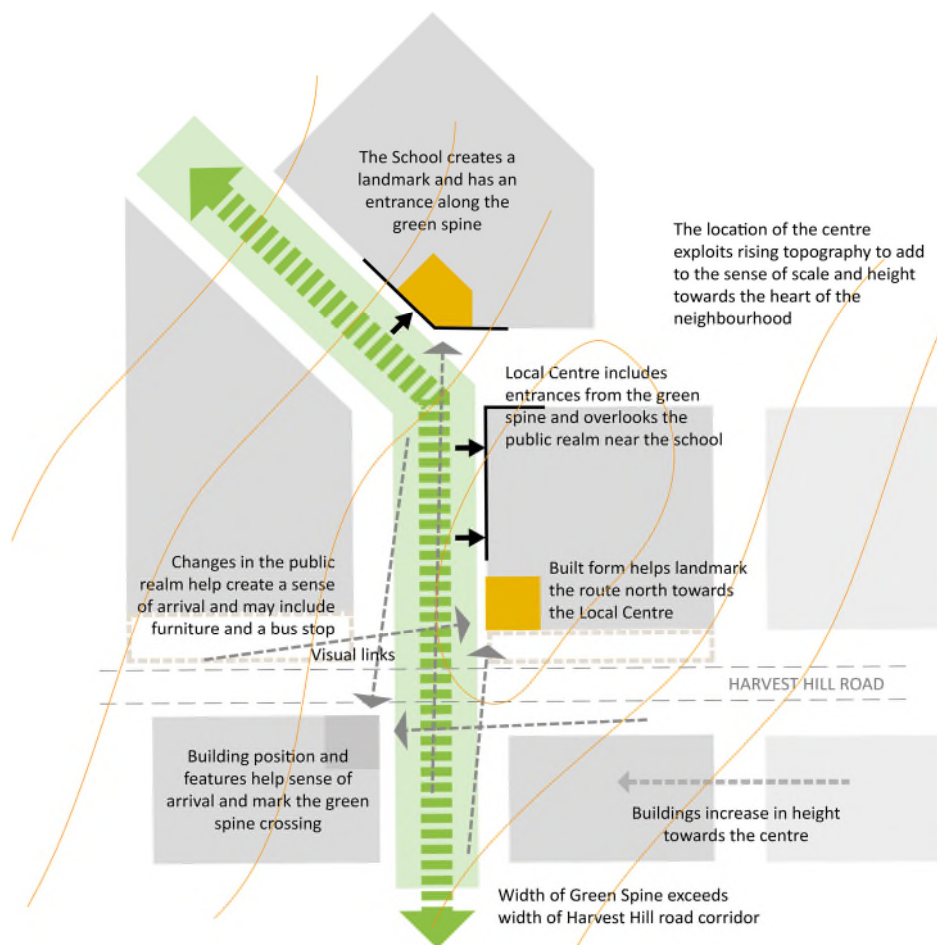 The School creates a
landmark and has an
entrance along the
green spine
The location of the centre
exploits rising topography to add
to the sense of scale and height
towards the heart of the
neighbourhood
Local Centre includes
entrances from the green
spine and overlooks the
public realm near the school
Changes in the public
realm help create a sense
of arrival and may include
furniture and a bus stop
Built form helps landmark
the route north towards
the Local Centre
Visual links
HARVEST HILL ROAD
Building position and
features help sense of
arrival and mark the green
spine crossing
Buildings increase in height
towards the centre
Width of Green Spine exceeds
width of Harvest Hill road corridor